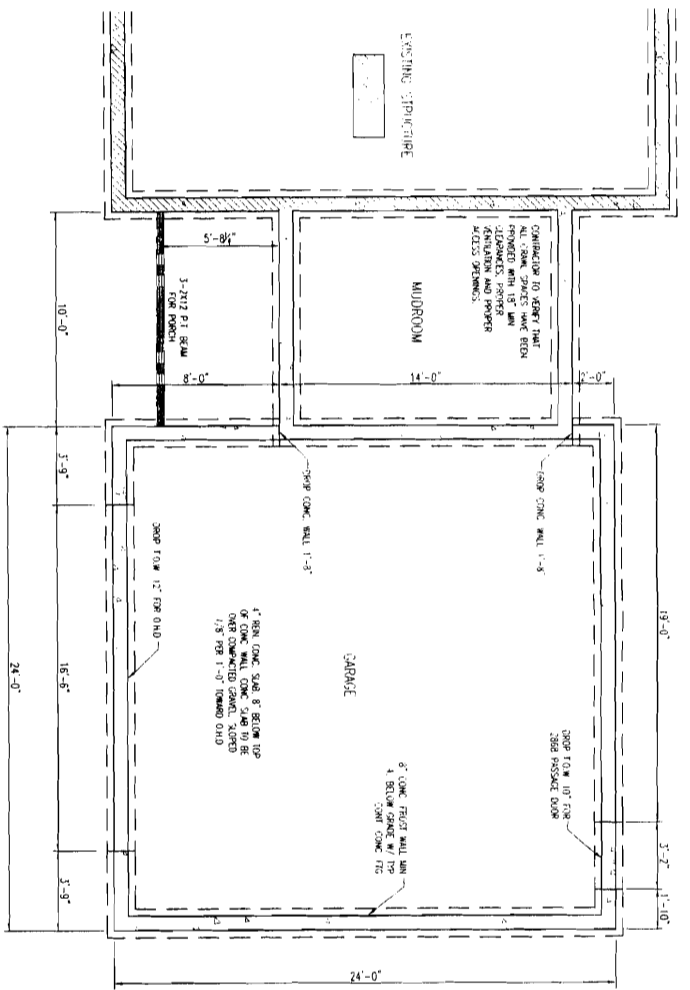 EXISTING STRUCTURE
CONTRACTOR TO VERIFY THAT
ALL CRAWL SPACES HAVE BEEN
PROVIDED WITH 18" MIN
CLEARANCES, PROPER
VENTILATION AND PROPER
ACCESS OPENINGS.
MUDROOM
5'-8¼"
3-2X12 P.T. BEAM
FOR PORCH
10'-0"
8'-0"
14'-0"
2'-0"
DROP CONC. WALL 1'-8"
DROP CONC. WALL 1'-8"
19'-0"
3'-9"
DROP T.O.W. 12" FOR O.H.D
4" REIN. CONC. SLAB, 8" BELOW TOP
OF CONC. WALL. CONC. SLAB TO BE
OVER COMPACTED GRAVEL, SLOPED
1/8" PER 1'-0" TOWARD O.H.D
GARAGE
DROP T.O.W. 10" FOR
2868 PASSAGE DOOR
8" CONC. FROST WALL MIN
4' BELOW GRADE W/ TYP
CONT. CONC. FTG
16'-6"
24'-0"
3'-2"
1'-10"
3'-9"
24'-0"